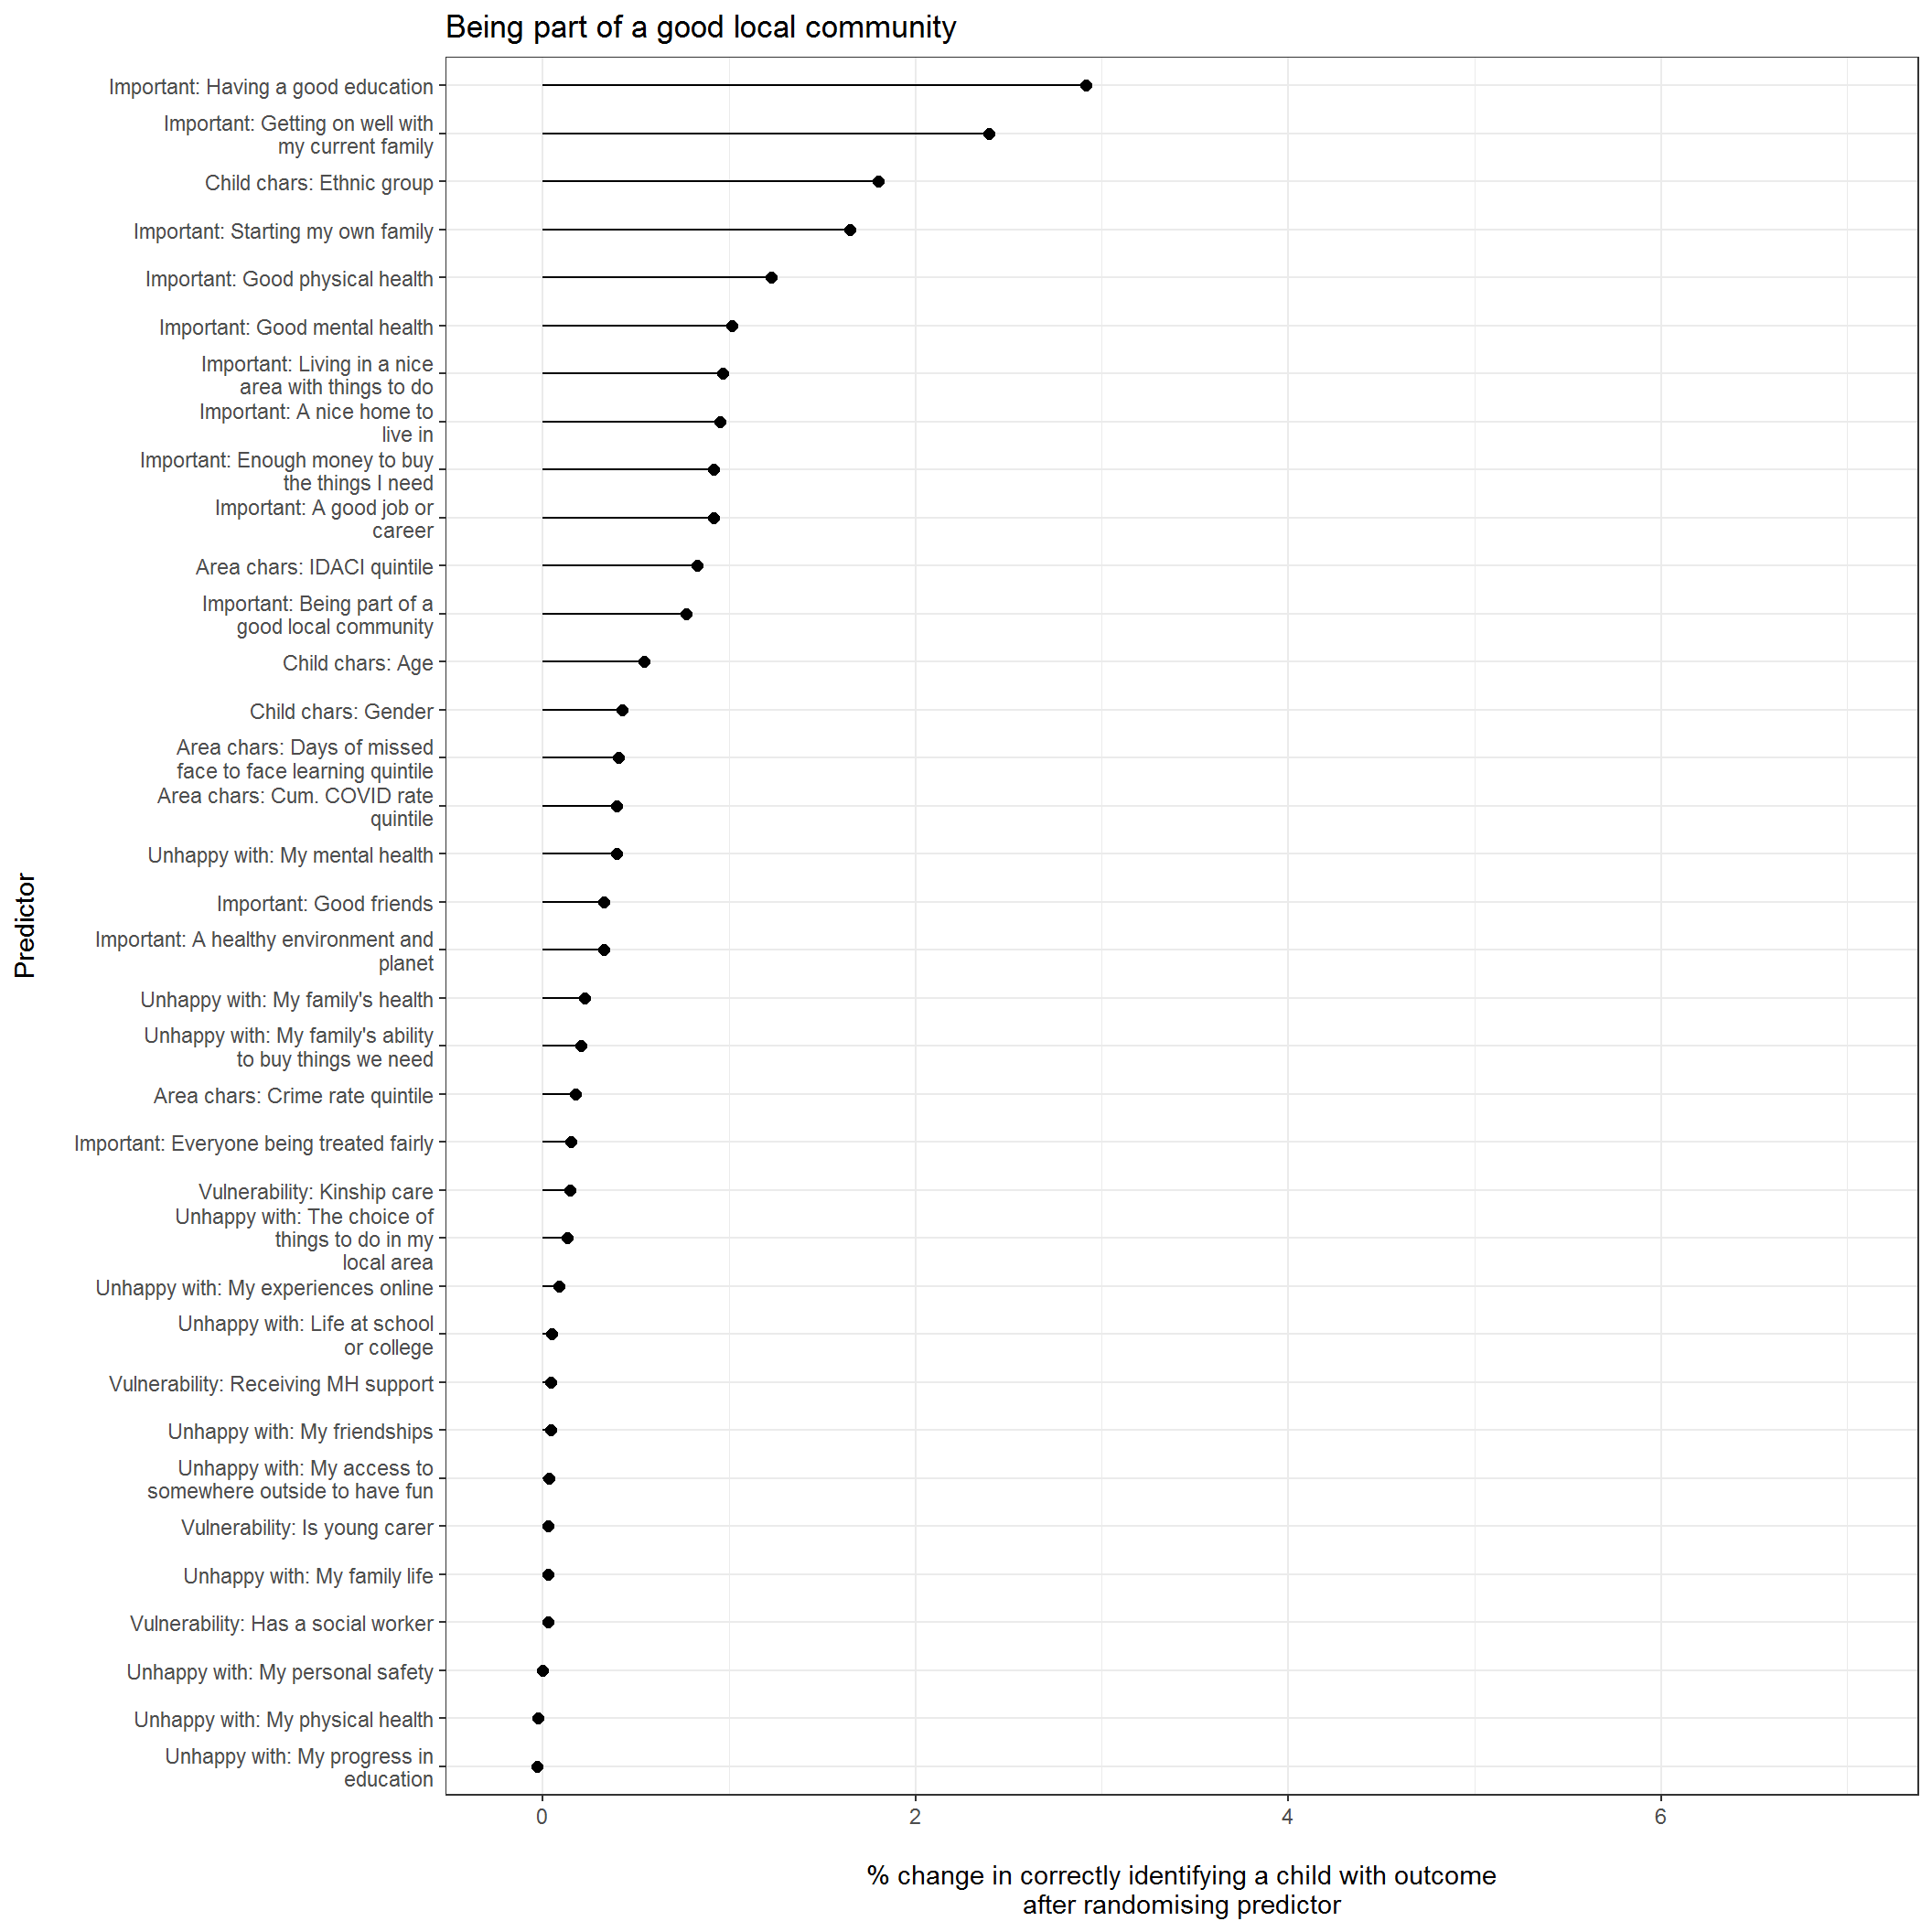 Being part of a good local community
Important: Having a good education
Important: Getting on well with
my current family
Child chars: Ethnic group
Important: Starting my own family
Important: Good physical health
Important: Good mental health
Important: Living in a nice
area with things to do
Important: A nice home to
live in
Important: Enough money to buy
the things I need
Important: A good job or
career
Area chars: IDACI quintile
Important: Being part of a
good local community
Child chars: Age
Child chars: Gender
Area chars: Days of missed
face to face learning quintile
Area chars: Cum. COVID rate
quintile
Unhappy with: My mental health
Important: Good friends
Important: A healthy environment and
planet
Unhappy with: My family's health
Unhappy with: My family's ability
to buy things we need
Area chars: Crime rate quintile
Important: Everyone being treated fairly
Vulnerability: Kinship care
Unhappy with: The choice of
things to do in my
local area
Unhappy with: My experiences online
Unhappy with: Life at school
or college
Vulnerability: Receiving MH support
Unhappy with: My friendships
Unhappy with: My access to
somewhere outside to have fun
Vulnerability: Is young carer
Unhappy with: My family life
Vulnerability: Has a social worker
Unhappy with: My personal safety
Unhappy with: My physical health
Unhappy with: My progress in
education
Predictor
0 2 4 6
% change in correctly identifying a child with outcome
after randomising predictor